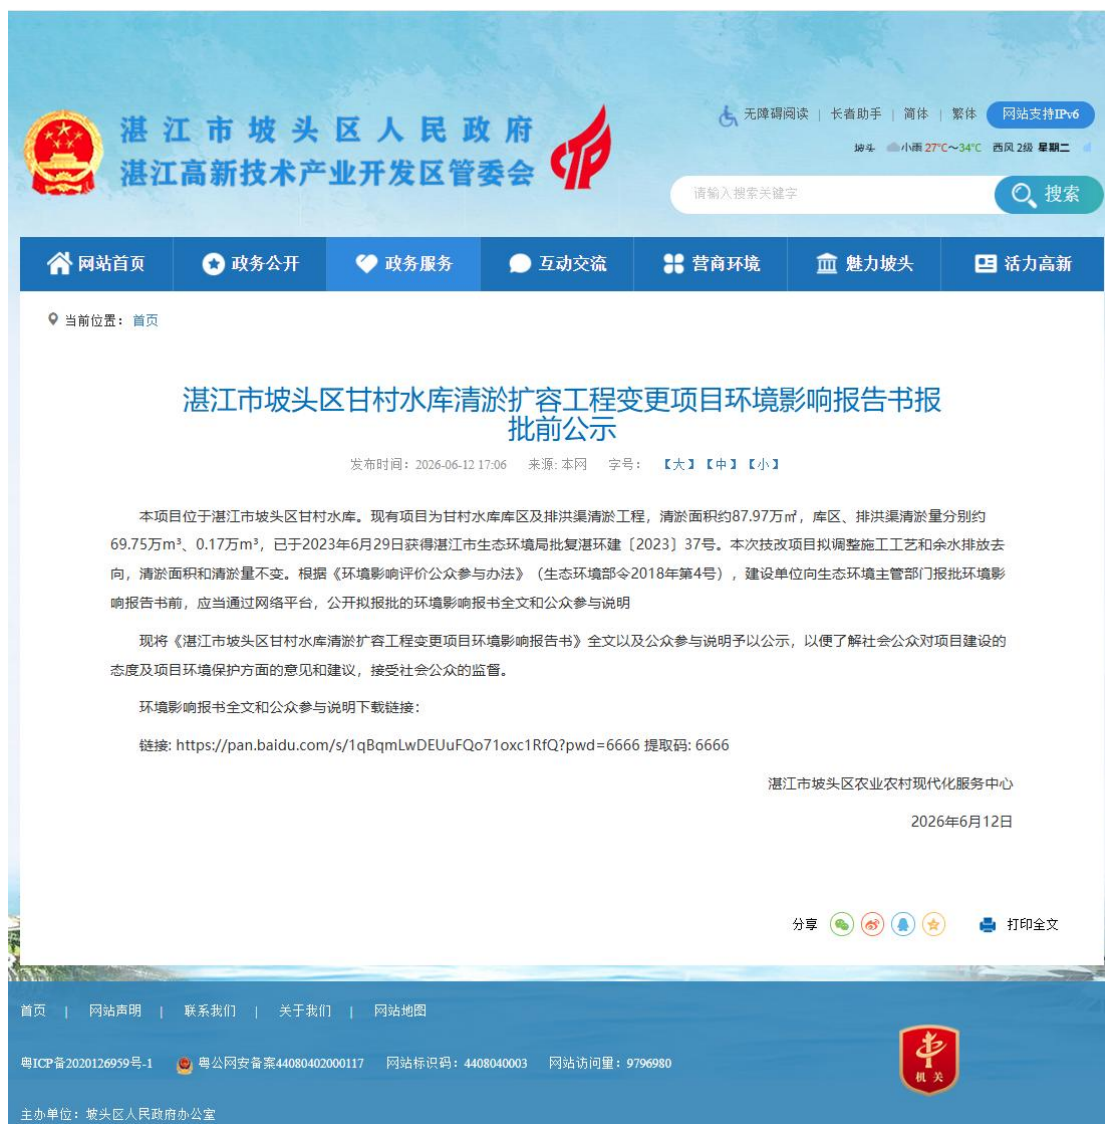 湛江市坡头区人民政府
湛江高新技术产业开发区管委会
无障碍阅读 | 长者助手 | 简体 | 繁体 网站支持IPv6
坡头 小雨 27℃～34℃ 西风 2级 星期二
请输入搜索关键字 搜索
网站首页 政务公开 政务服务 互动交流 营商环境 魅力坡头 活力高新
当前位置： 首页
湛江市坡头区甘村水库清淤扩容工程变更项目环境影响报告书报
批前公示
发布时间：2026-06-12 17:06 来源: 本网 字号： 【大】【中】【小】
本项目位于湛江市坡头区甘村水库。现有项目为甘村水库库区及排洪渠清淤工程，清淤面积约87.97万㎡，库区、排洪渠清淤量分别约
69.75万m³、0.17万m³，已于2023年6月29日获得湛江市生态环境局批复湛环建〔2023〕37号。本次技改项目拟调整施工工艺和余水排放去
向，清淤面积和清淤量不变。根据《环境影响评价公众参与办法》（生态环境部令2018年第4号），建设单位向生态环境主管部门报批环境影
响报告书前，应当通过网络平台，公开拟报批的环境影响报书全文和公众参与说明
现将《湛江市坡头区甘村水库清淤扩容工程变更项目环境影响报告书》全文以及公众参与说明予以公示，以便了解社会公众对项目建设的
态度及项目环境保护方面的意见和建议，接受社会公众的监督。
环境影响报书全文和公众参与说明下载链接：
链接: https://pan.baidu.com/s/1qBqmLwDEUuFQo71oxc1RfQ?pwd=6666 提取码: 6666
湛江市坡头区农业农村现代化服务中心
2026年6月12日
分享 打印全文
首页 | 网站声明 | 联系我们 | 关于我们 | 网站地图
粤ICP备2020126959号-1 粤公网安备案44080402000117 网站标识码：4408040003 网站访问量：9796980
机关
主办单位：坡头区人民政府办公室